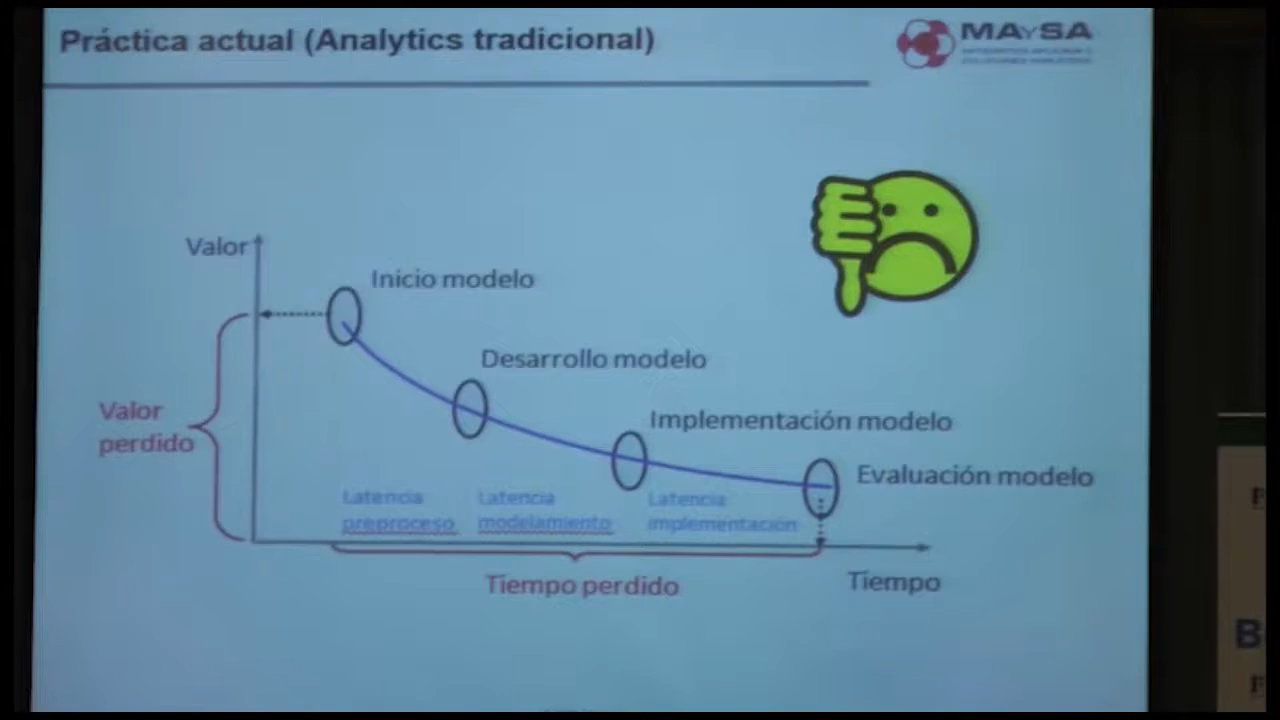 Práctica actual (Analytics tradicional)
MAYSA
Valor
Inicio modelo
Desarrollo modelo
Valor
perdido
Implementación modelo
Evaluación modelo
Latencia
preproceso
Latencia
modelamiento
Latencia
implementación
Tiempo perdido
Tiempo
B